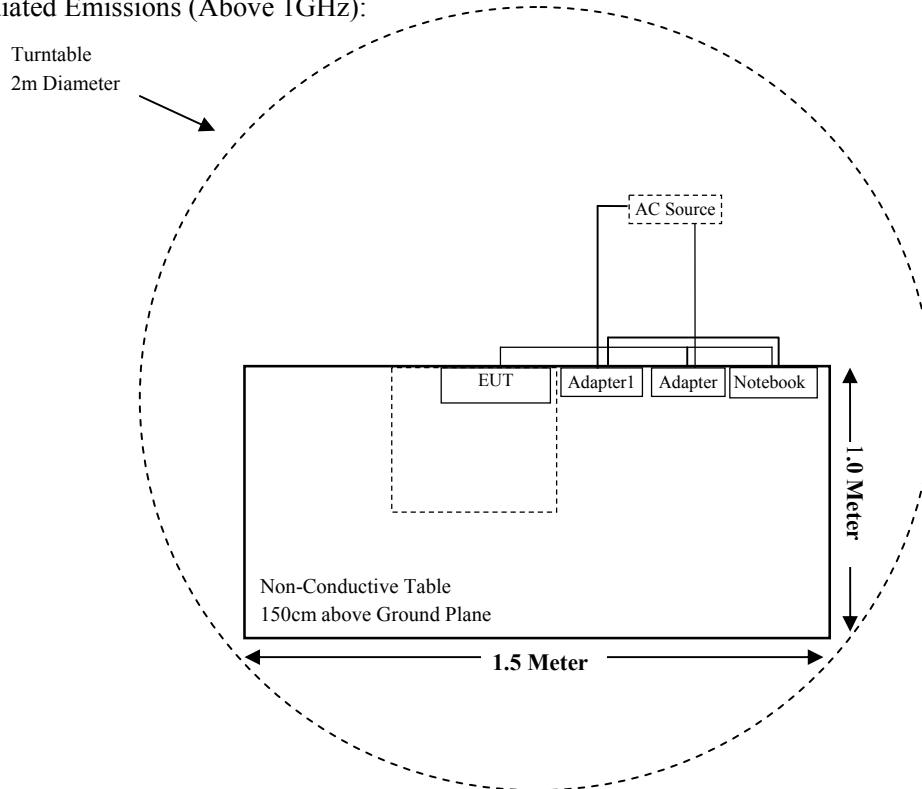 iated Emissions (Above 1GHz):
Turntable
2m Diameter
AC Source
EUT
Adapter1
Adapter
Notebook
1.0 Meter
Non-Conductive Table
150cm above Ground Plane
1.5 Meter